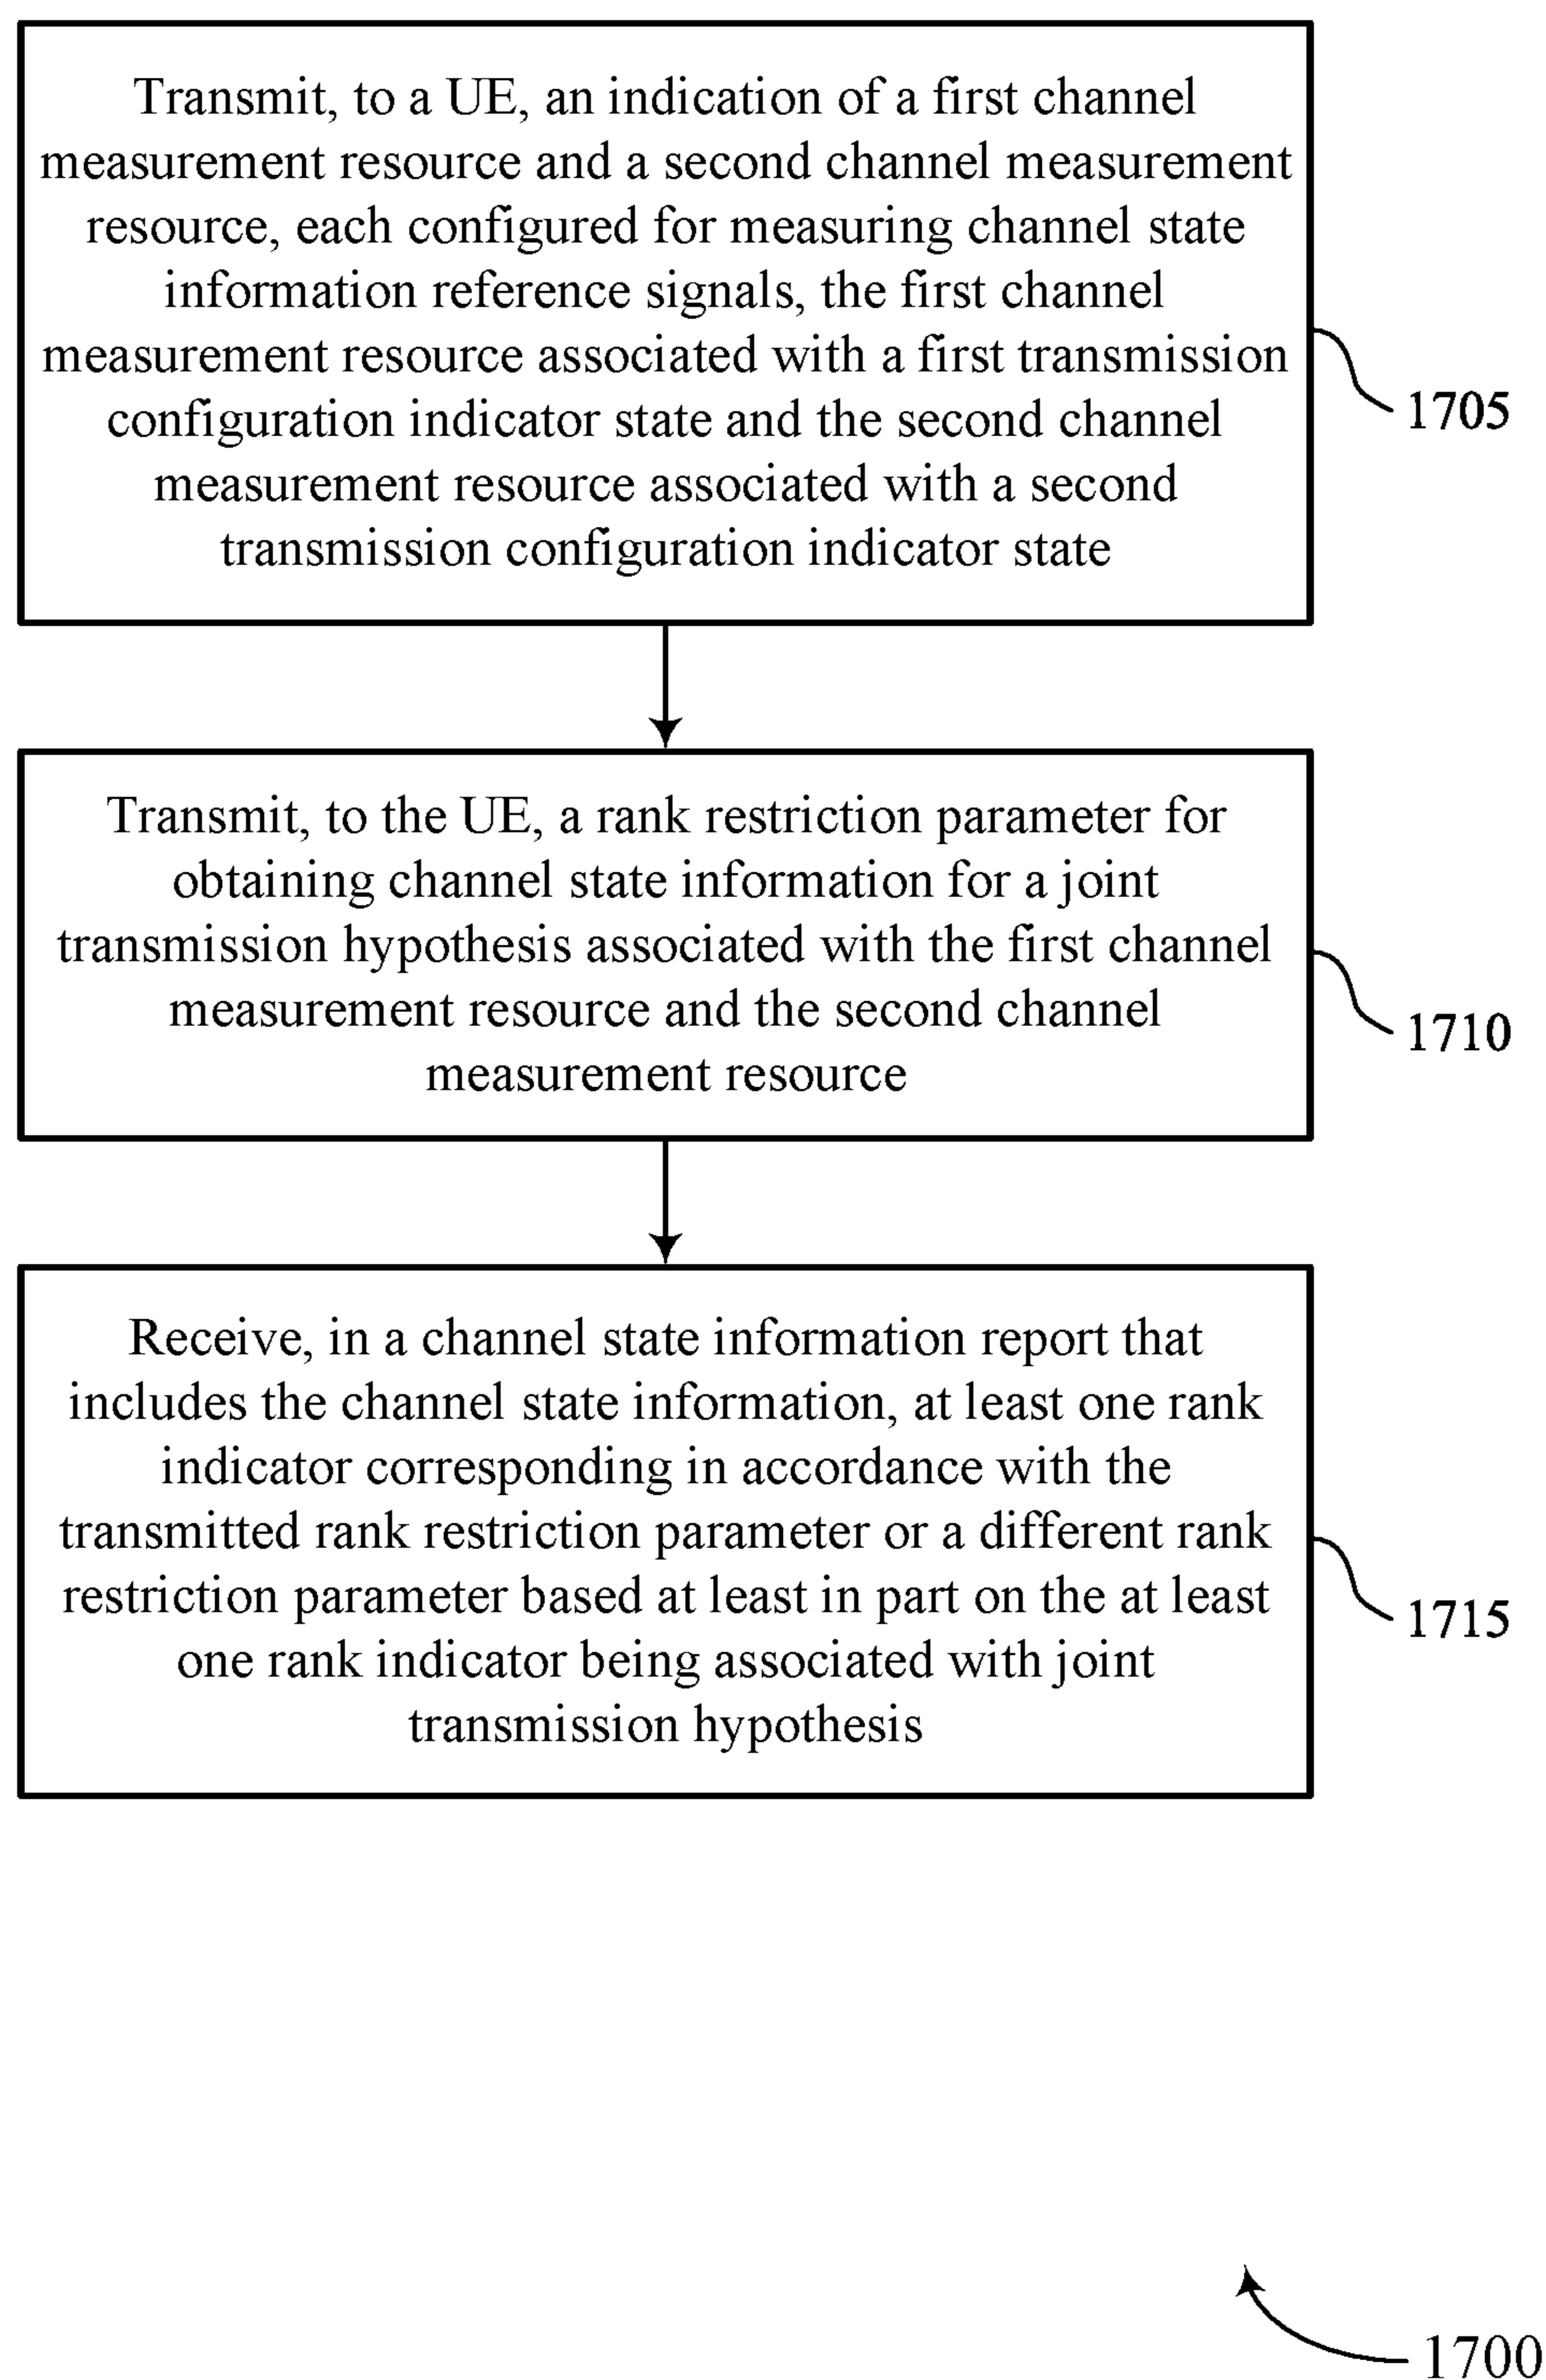 Transmit, to a UE, an indication of a first channel
measurement resource and a second channel measurement
resource, each configured for measuring channel state
information reference signals, the first channel
measurement resource associated with a first transmission
configuration indicator state and the second channel
measurement resource associated with a second
transmission configuration indicator state
1705
Transmit, to the UE, a rank restriction parameter for
obtaining channel state information for a joint
transmission hypothesis associated with the first channel
measurement resource and the second channel
measurement resource
1710
Receive, in a channel state information report that
includes the channel state information, at least one rank
indicator corresponding in accordance with the
transmitted rank restriction parameter or a different rank
restriction parameter based at least in part on the at least
one rank indicator being associated with joint
transmission hypothesis
1715
1700